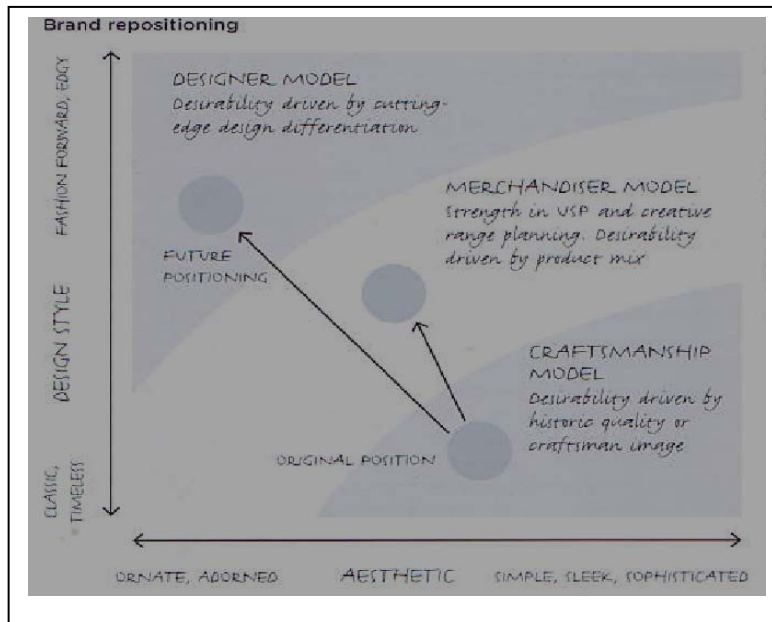 Brand repositioning
FASHION FORWARD, EDGY
DESIGN STYLE
CLASSIC,
TIMELESS
DESIGNER MODEL
Desirability driven by cutting-
edge design differentiation
MERCHANDISER MODEL
Strength in USP and creative
range planning. Desirability
driven by product mix
FUTURE
POSITIONING
CRAFTSMANSHIP
MODEL
Desirability driven by
historic quality or
craftsman image
ORIGINAL POSITION
ORNATE, ADORNED
AESTHETIC
SIMPLE, SLEEK, SOPHISTICATED